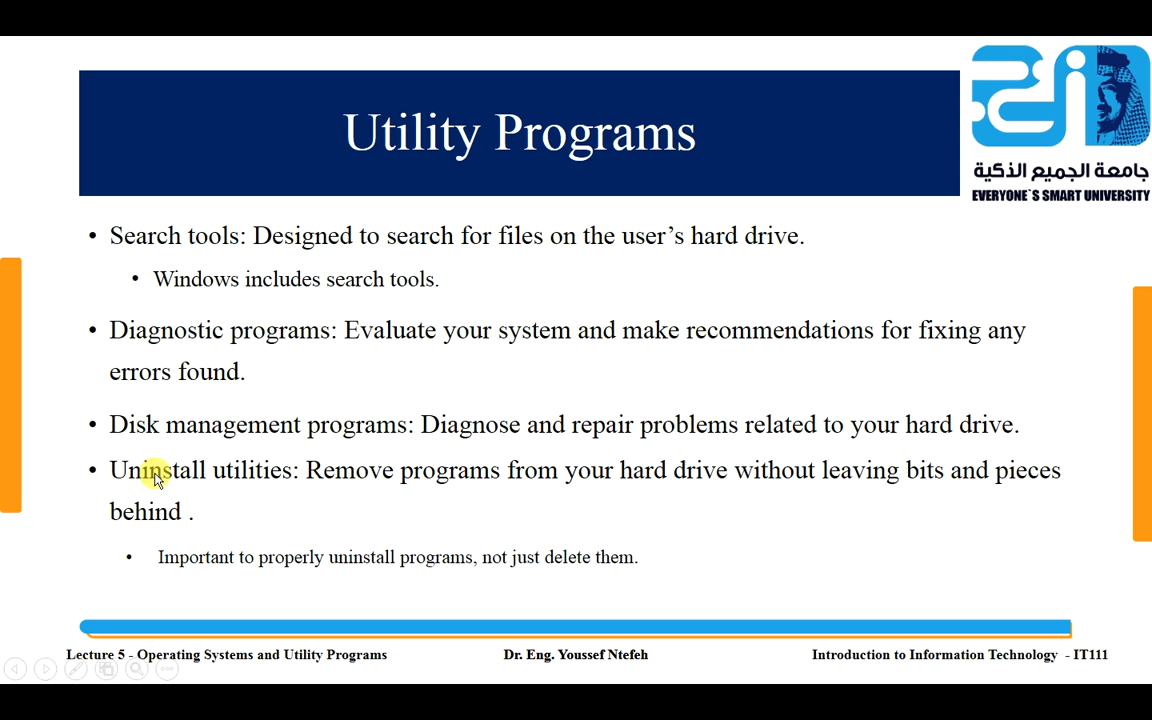 Utility Programs
جامعة الجميع الذكية
EVERYONE`S SMART UNIVERSITY
• Search tools: Designed to search for files on the user’s hard drive.
• Windows includes search tools.
• Diagnostic programs: Evaluate your system and make recommendations for fixing any
errors found.
• Disk management programs: Diagnose and repair problems related to your hard drive.
• Uninstall utilities: Remove programs from your hard drive without leaving bits and pieces
behind .
• Important to properly uninstall programs, not just delete them.
Lecture 5 - Operating Systems and Utility Programs
Dr. Eng. Youssef Ntefeh
Introduction to Information Technology - IT111